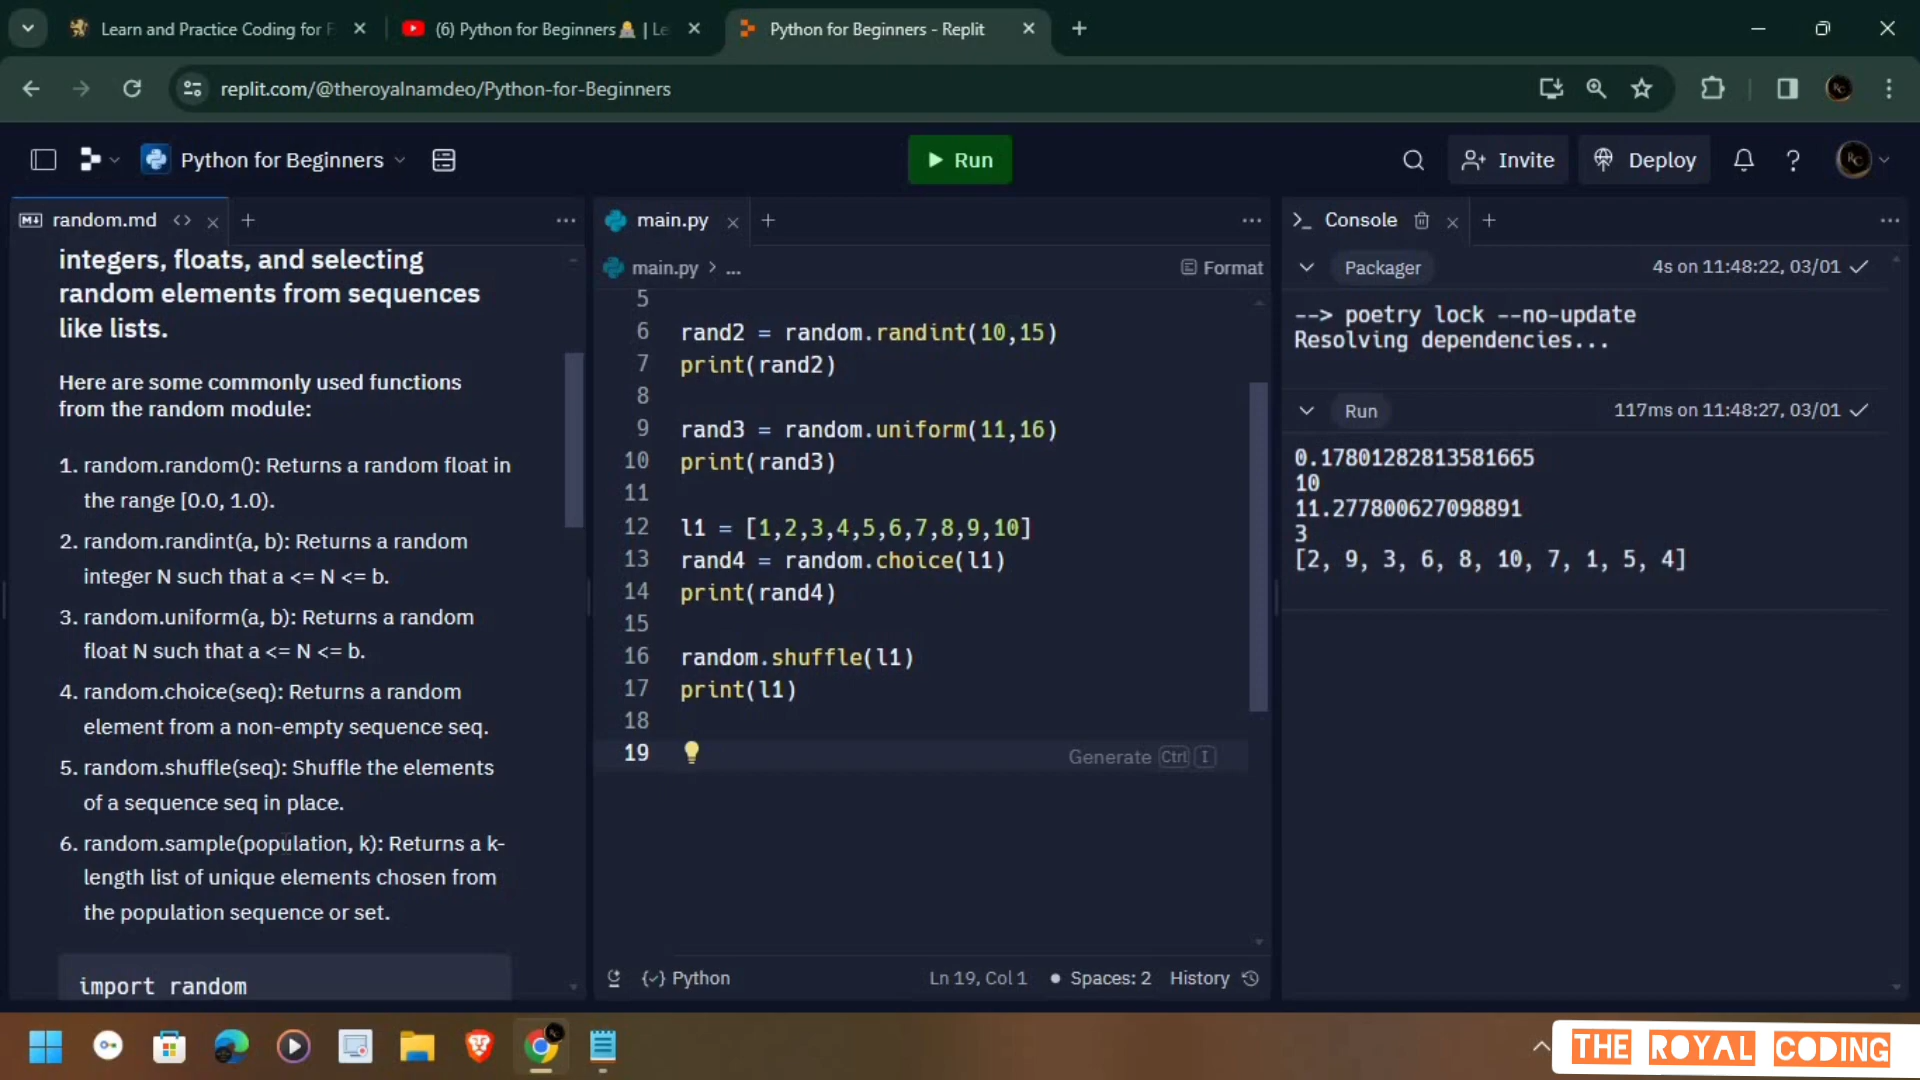 Learn and Practice Coding for F
(6) Python for Beginners | Le
Python for Beginners - Replit
replit.com/@theroyalnamdeo/Python-for-Beginners
Python for Beginners
Run
Invite
Deploy
random.md
integers, floats, and selecting
random elements from sequences
like lists.
Here are some commonly used functions
from the random module:
1. random.random(): Returns a random float in
the range [0.0, 1.0).
2. random.randint(a, b): Returns a random
integer N such that a <= N <= b.
3. random.uniform(a, b): Returns a random
float N such that a <= N <= b.
4. random.choice(seq): Returns a random
element from a non-empty sequence seq.
5. random.shuffle(seq): Shuffle the elements
of a sequence seq in place.
6. random.sample(population, k): Returns a k-
length list of unique elements chosen from
the population sequence or set.
import random
main.py
main.py > ...
Format
5
6 rand2 = random.randint(10,15)
7 print(rand2)
8
9 rand3 = random.uniform(11,16)
10 print(rand3)
11
12 l1 = [1,2,3,4,5,6,7,8,9,10]
13 rand4 = random.choice(l1)
14 print(rand4)
15
16 random.shuffle(l1)
17 print(l1)
18
19
Generate Ctrl I
Python
Ln 19, Col 1
Spaces: 2
History
Console
Packager
4s on 11:48:22, 03/01
--> poetry lock --no-update
Resolving dependencies...
Run
117ms on 11:48:27, 03/01
0.17801282813581665
10
11.277800627098891
3
[2, 9, 3, 6, 8, 10, 7, 1, 5, 4]
THE ROYAL CODING